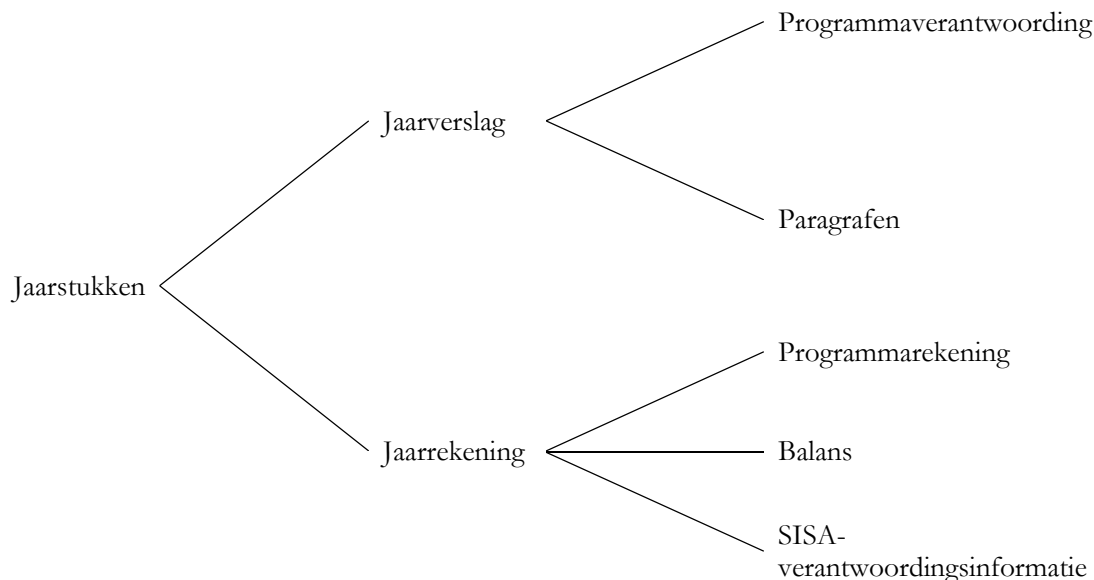 Programmaverantwoording
Jaarverslag
Paragrafen
Jaarstukken
Programmarekening
Jaarrekening
Balans
SISA-
verantwoordingsinformatie